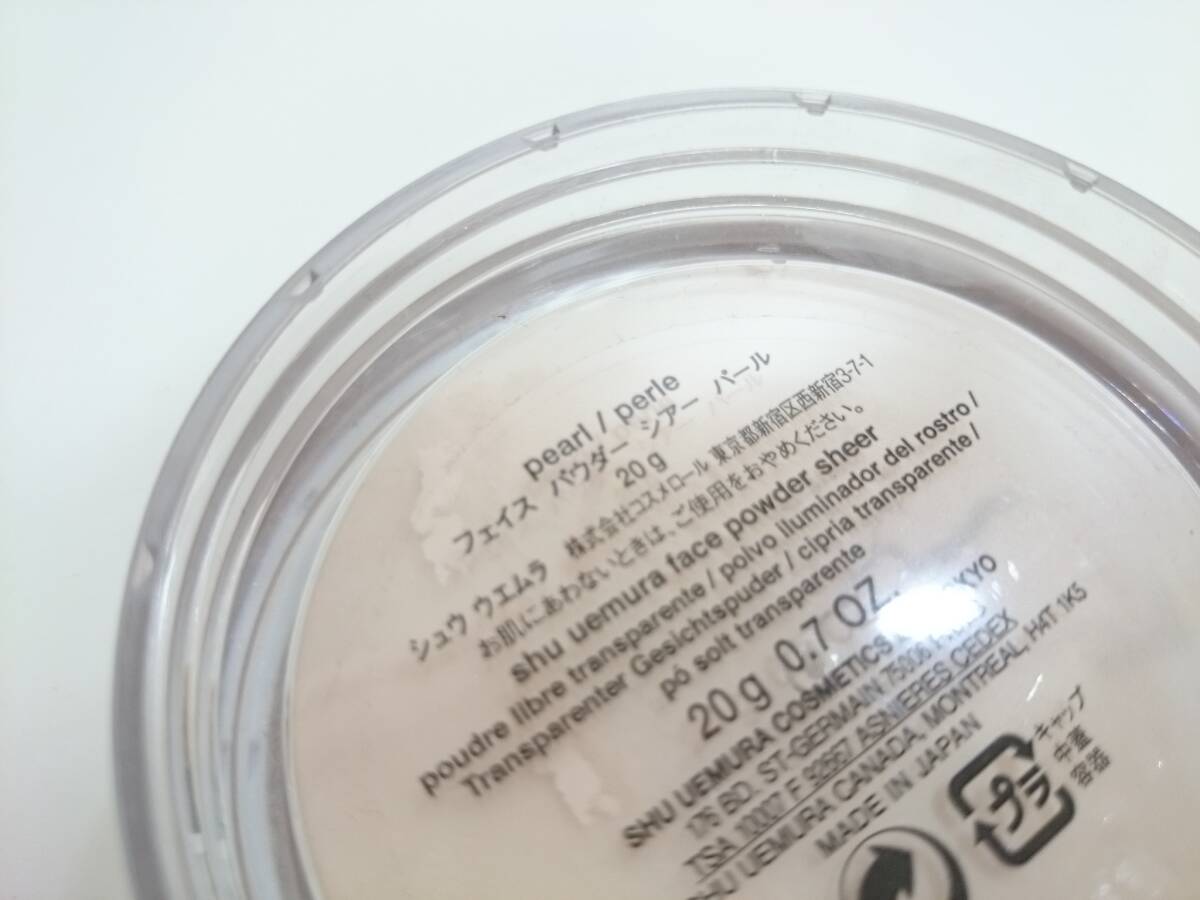 pearl / perle
シュウ ウエムラ フェイス パウダー シアー パール
20 g
株式会社コスメロール 東京都新宿区西新宿3-7-1
お肌にあわないときは、ご使用をおやめください。
shu uemura face powder sheer
poudre libre transparente / polvo iluminador del rostro /
Transparenter Gesichtspuder / cipria transparente /
pó solt transparente
20 g 0.7 OZ.
SHU UEMURA COSMETICS
176 BD. ST-GERMAIN 75006
TSA 10007 F 92667 ASNIERES CEDEX
SHU UEMURA CANADA, MONTREAL, H4T 1K5
MADE IN JAPAN
プラ
キャップ
中蓋
容器